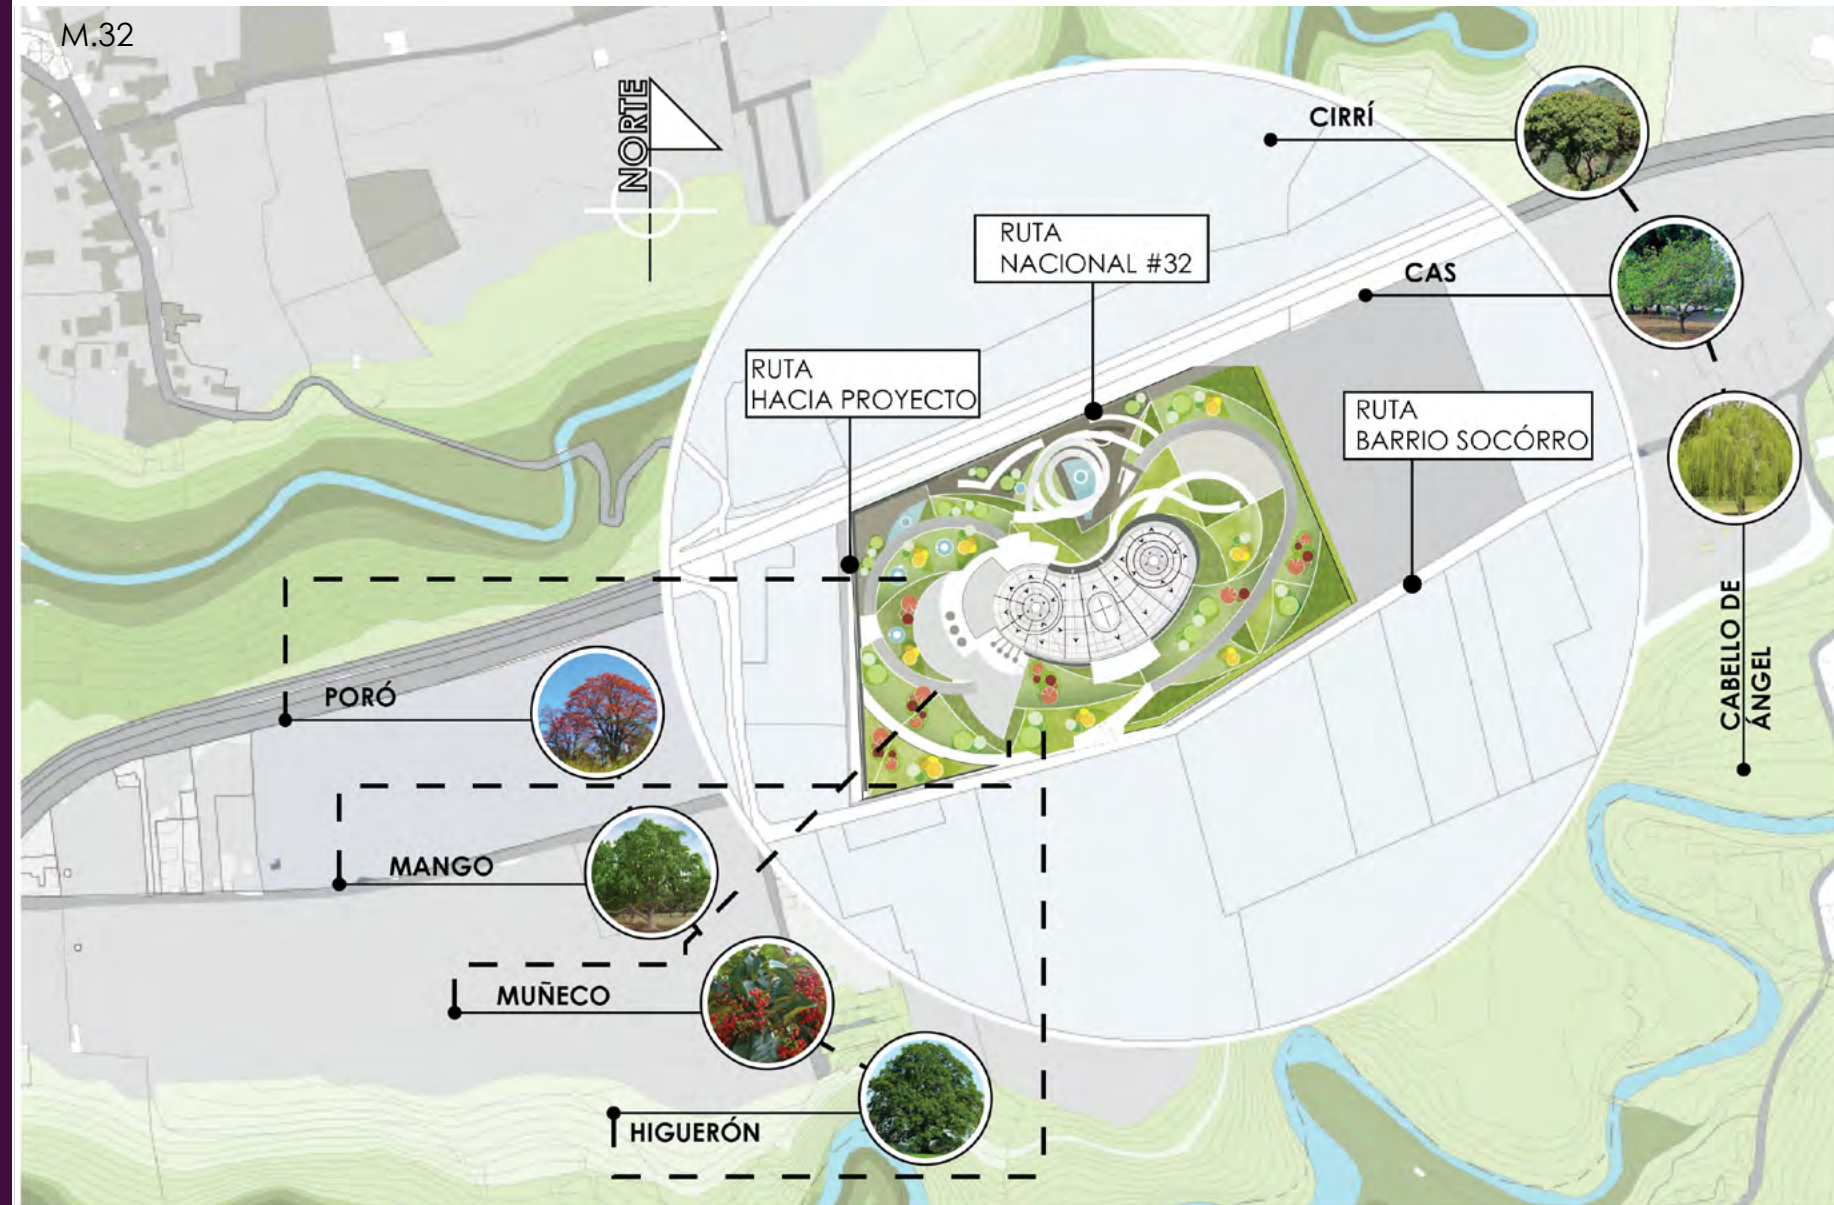 M.32
NORTE
CIRRÍ
RUTA
NACIONAL #32
CAS
RUTA
HACIA PROYECTO
RUTA
BARRIO SOCÓRRO
CABELLO DE
ÁNGEL
PORÓ
MANGO
MUÑECO
HIGUERÓN